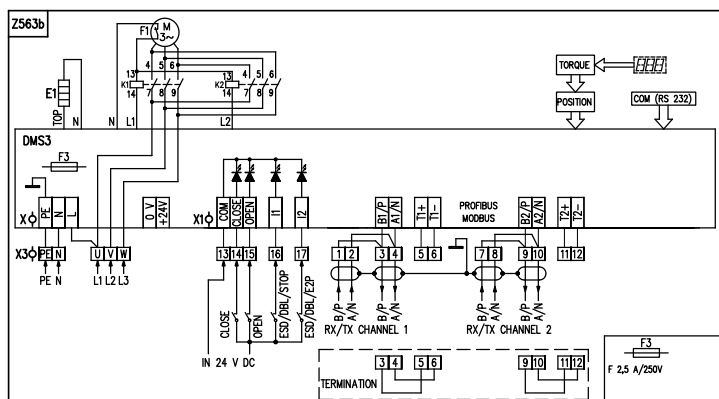 Z563b
F1 M
3~
4 5 6
4 5 6
13 13
K1 K2
14 7 8 9 14 7 8 9
E1
TOP N N L1 L2
TORQUE
POSITION COM (RS 232)
DMS3
F3
X PE N L 0 V +24V X1 COM CLOSE OPEN I1 I2 B1/P A1/N T1+ T1- PROFIBUS B2/P A2/N T2+ T2-
MODBUS
X3 PE N U V W 13 14 15 16 17 1 2 3 4 5 6 7 8 9 10 11 12
PE N L1 L2 L3
CLOSE OPEN ESD/DBL/STOP ESD/DBL/E2P
B/P A/N B/P A/N B/P A/N B/P A/N
RX/TX CHANNEL 1 RX/TX CHANNEL 2
IN 24 V DC
3 4 5 6 9 10 11 12
TERMINATION
F3
F 2,5 A/250V